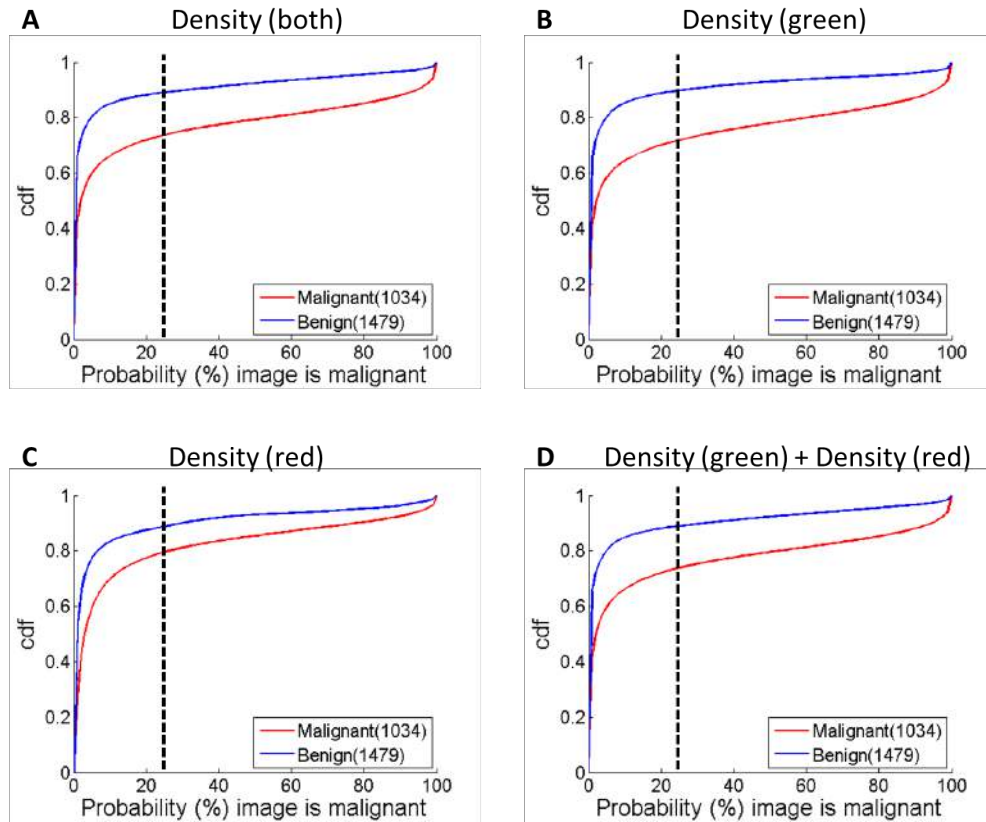 A Density (both)
1
0.8
0.6
0.4
0.2
0
cdf
Malignant(1034)
Benign(1479)
0 20 40 60 80 100
Probability (%) image is malignant
B Density (green)
1
0.8
0.6
0.4
0.2
0
cdf
Malignant(1034)
Benign(1479)
0 20 40 60 80 100
Probability (%) image is malignant
C Density (red)
1
0.8
0.6
0.4
0.2
0
cdf
Malignant(1034)
Benign(1479)
0 20 40 60 80 100
Probability (%) image is malignant
D Density (green) + Density (red)
1
0.8
0.6
0.4
0.2
0
cdf
Malignant(1034)
Benign(1479)
0 20 40 60 80 100
Probability (%) image is malignant